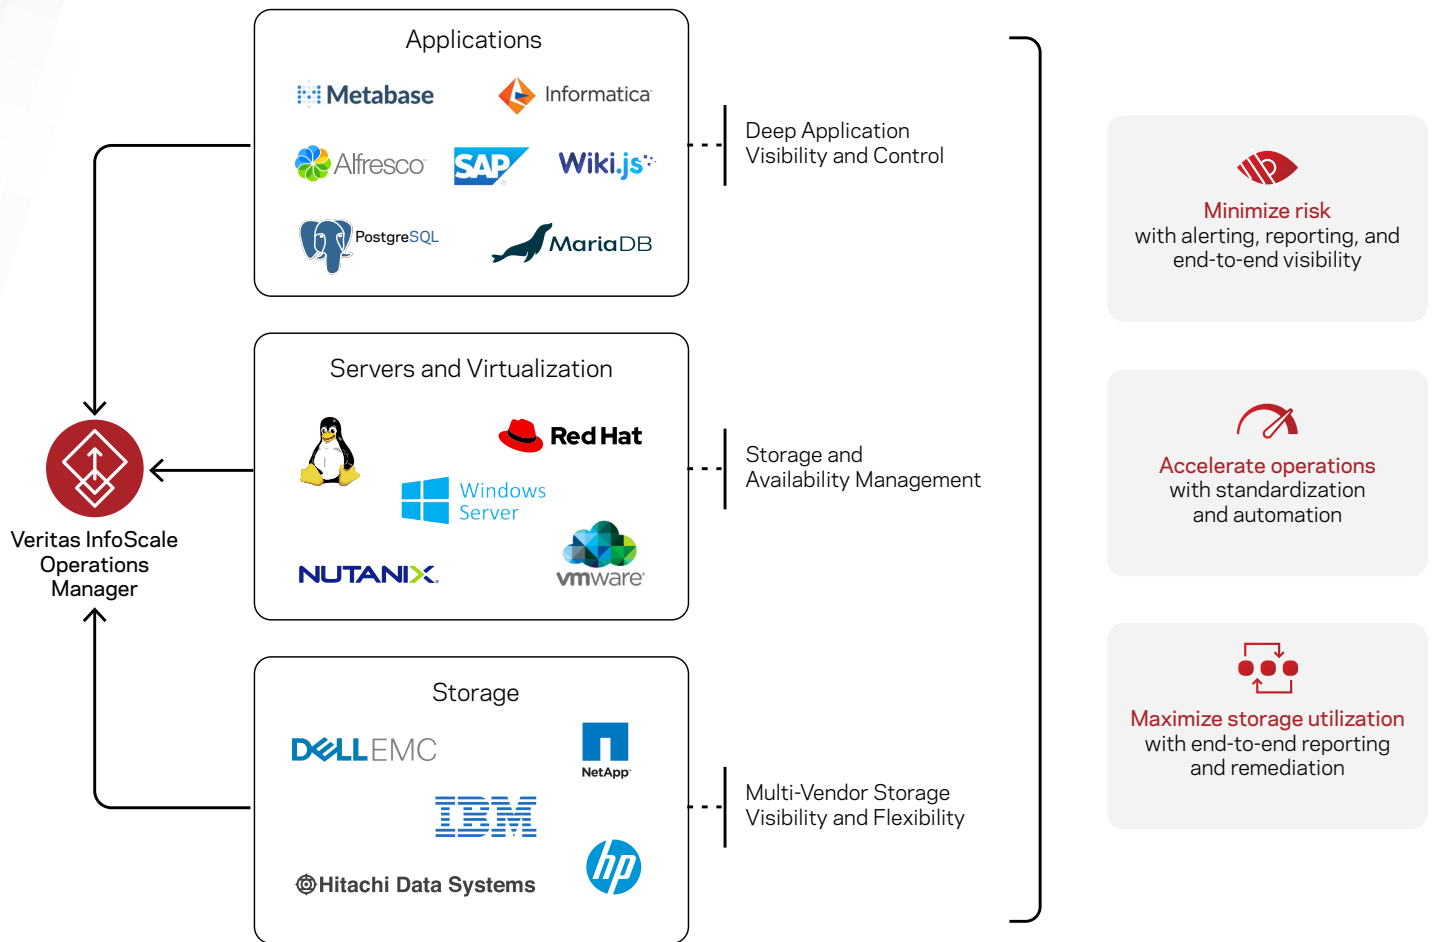 Applications
Metabase
Informatica
Alfresco
SAP
Wiki.js
PostgreSQL
MariaDB
Deep Application
Visibility and Control
Servers and Virtualization
Red Hat
Windows
Server
NUTANIX
vmware
Storage and
Availability Management
Veritas InfoScale
Operations
Manager
Storage
DELL EMC
NetApp
IBM
hp
Hitachi Data Systems
Multi-Vendor Storage
Visibility and Flexibility
Minimize risk
with alerting, reporting, and
end-to-end visibility
Accelerate operations
with standardization
and automation
Maximize storage utilization
with end-to-end reporting
and remediation